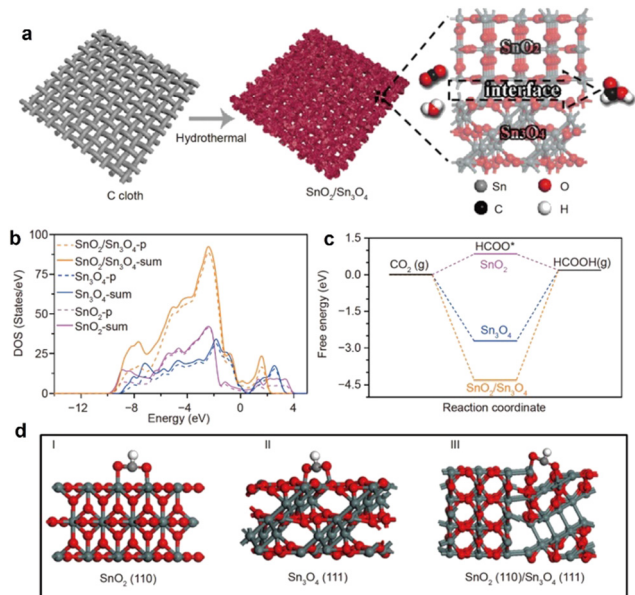 a
SnO₂
interface
Sn₃O₄
C cloth
Hydrothermal
SnO₂/Sn₃O₄
Sn
O
C
H
b
SnO₂/Sn₃O₄-p
SnO₂/Sn₃O₄-sum
Sn₃O₄-p
Sn₃O₄-sum
SnO₂-p
SnO₂-sum
DOS (States/eV)
100
75
50
25
0
−12
−8
−4
0
4
Energy (eV)
c
Free energy (eV)
1.5
0.0
−1.5
−3.0
−4.5
CO₂ (g)
HCOO*
SnO₂
HCOOH(g)
Sn₃O₄
SnO₂/Sn₃O₄
Reaction coordinate
d
I
II
III
SnO₂ (110)
Sn₃O₄ (111)
SnO₂ (110)/Sn₃O₄ (111)